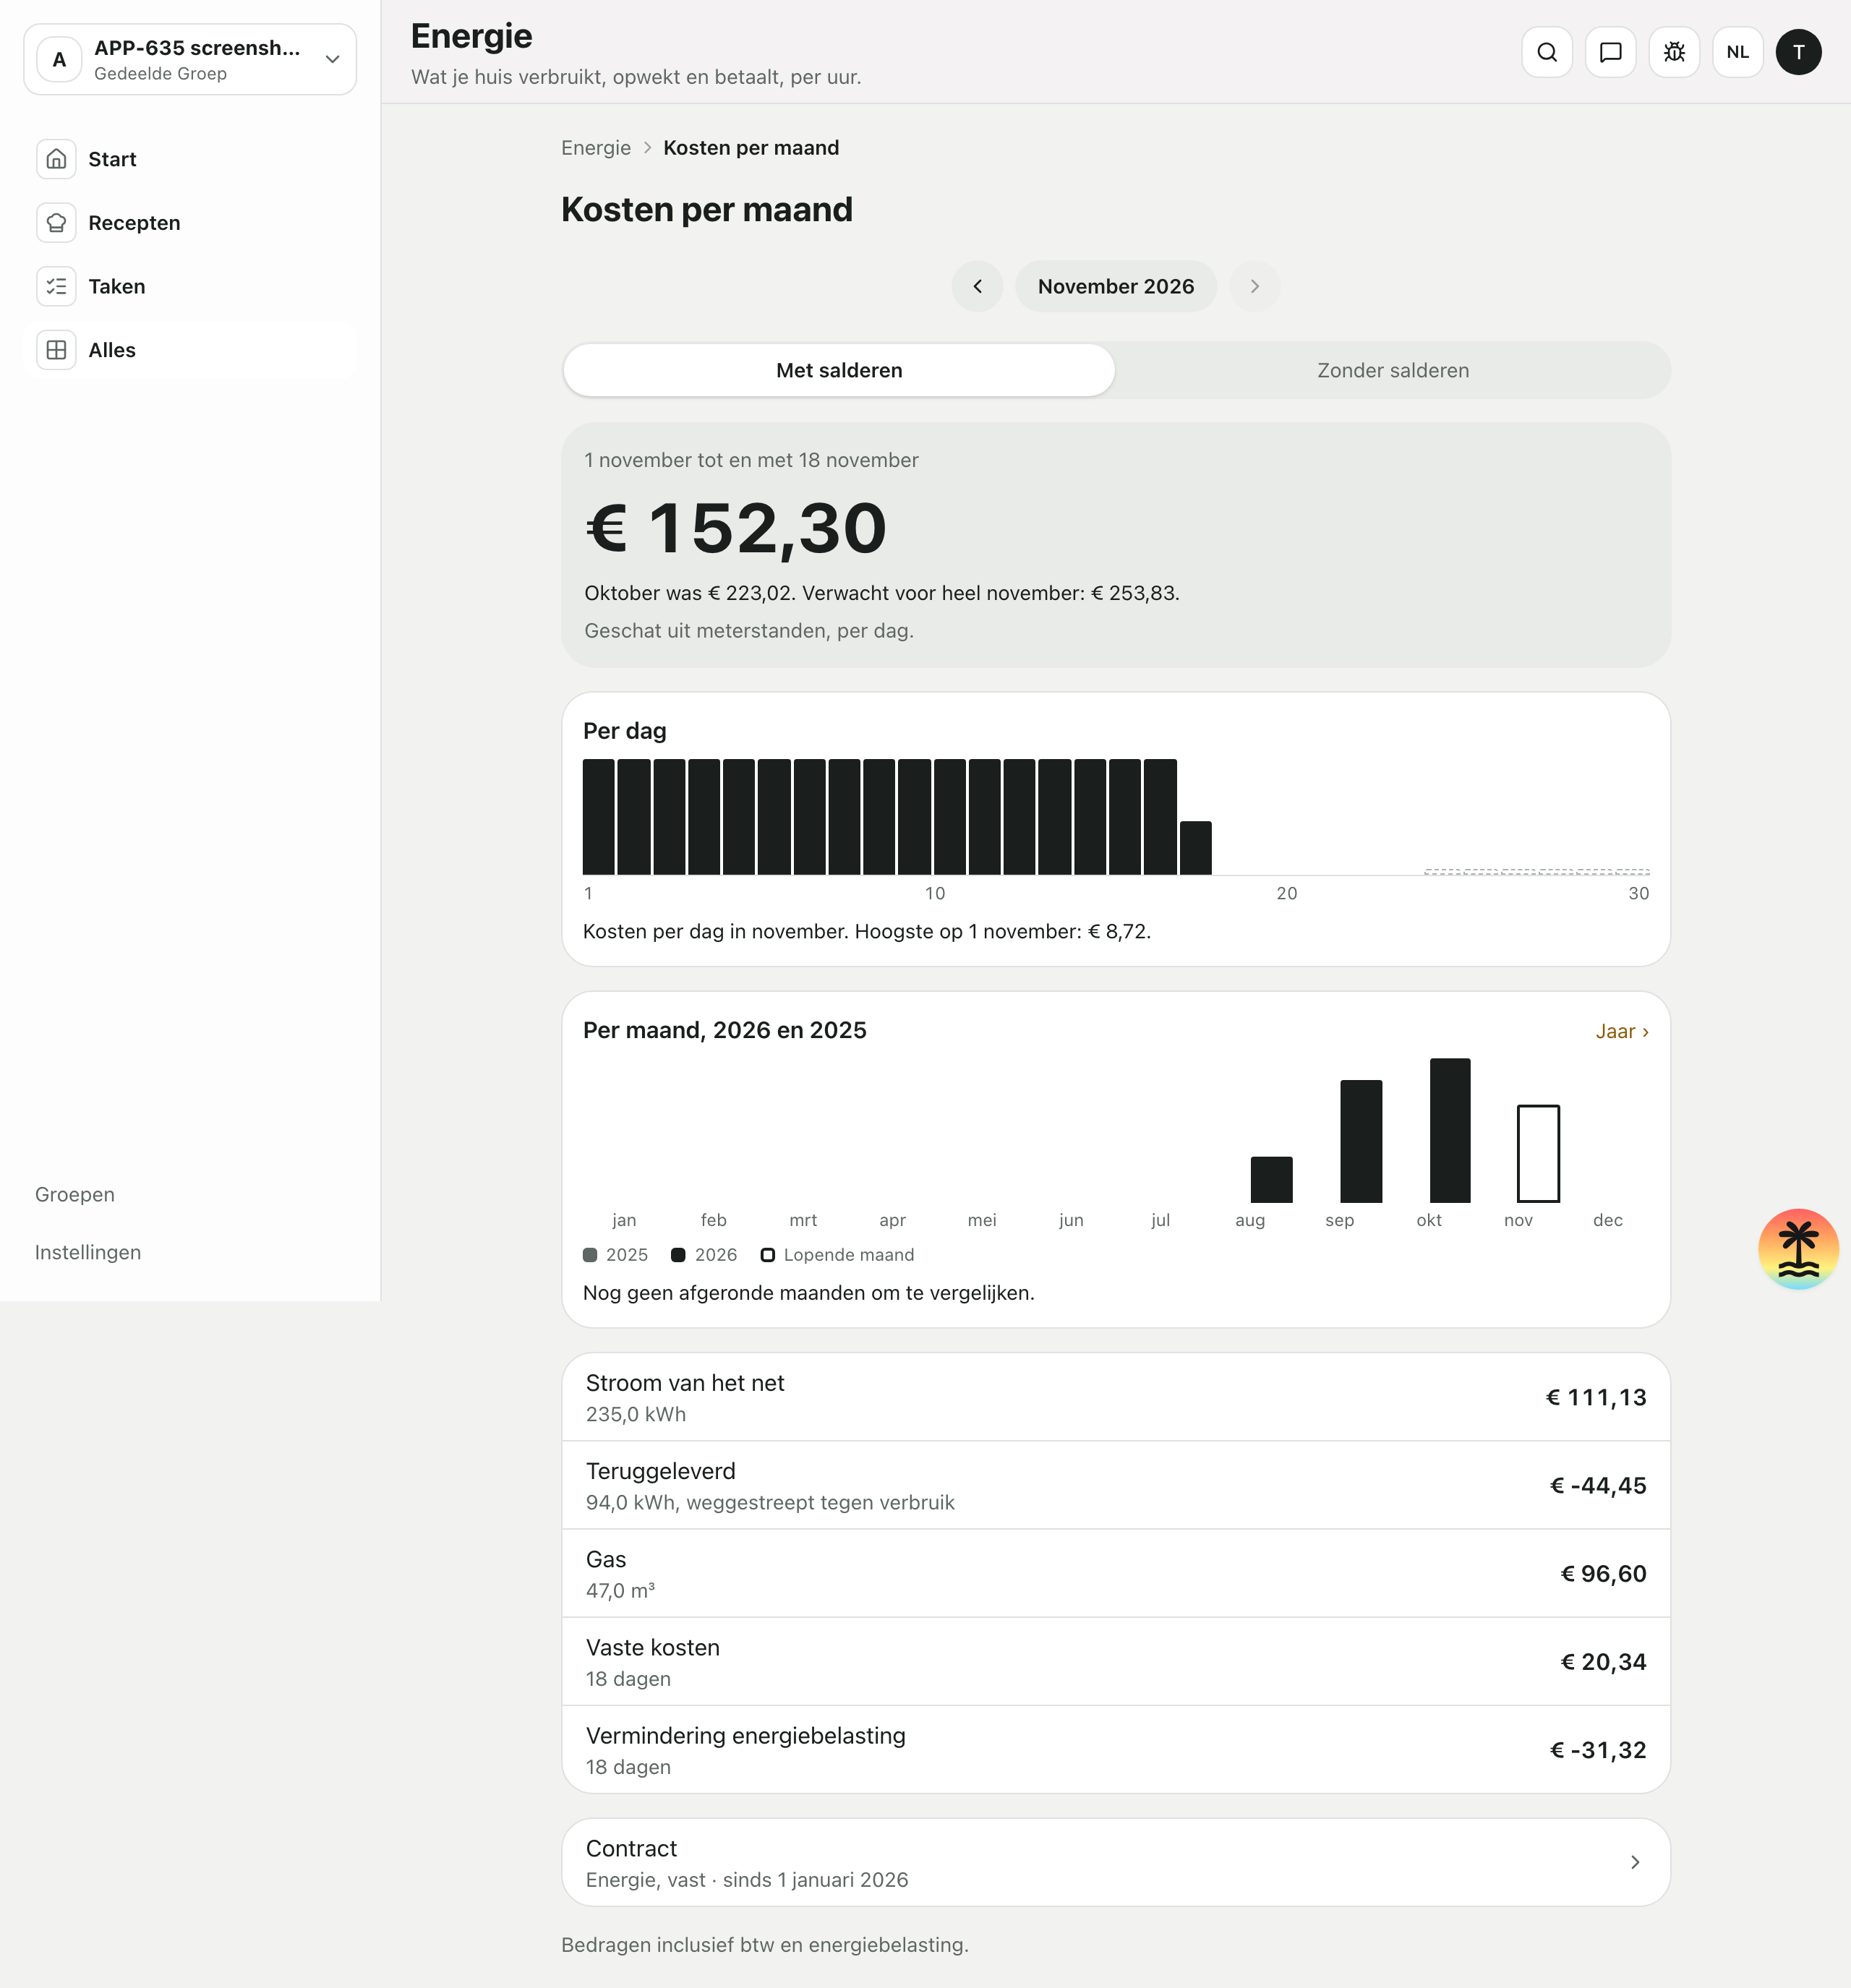 A
APP-635 screensh...
Gedeelde Groep
Start
Recepten
Taken
Alles
Groepen
Instellingen
Energie
Wat je huis verbruikt, opwekt en betaalt, per uur.
NL
T
Energie > Kosten per maand
Kosten per maand
November 2026
Met salderen
Zonder salderen
1 november tot en met 18 november
€ 152,30
Oktober was € 223,02. Verwacht voor heel november: € 253,83.
Geschat uit meterstanden, per dag.
Per dag
1 10 20 30
Kosten per dag in november. Hoogste op 1 november: € 8,72.
Per maand, 2026 en 2025
Jaar ›
jan feb mrt apr mei jun jul aug sep okt nov dec
2025 2026 Lopende maand
Nog geen afgeronde maanden om te vergelijken.
Stroom van het net
235,0 kWh
€ 111,13
Teruggeleverd
94,0 kWh, weggestreept tegen verbruik
€ -44,45
Gas
47,0 m³
€ 96,60
Vaste kosten
18 dagen
€ 20,34
Vermindering energiebelasting
18 dagen
€ -31,32
Contract
Energie, vast · sinds 1 januari 2026
Bedragen inclusief btw en energiebelasting.